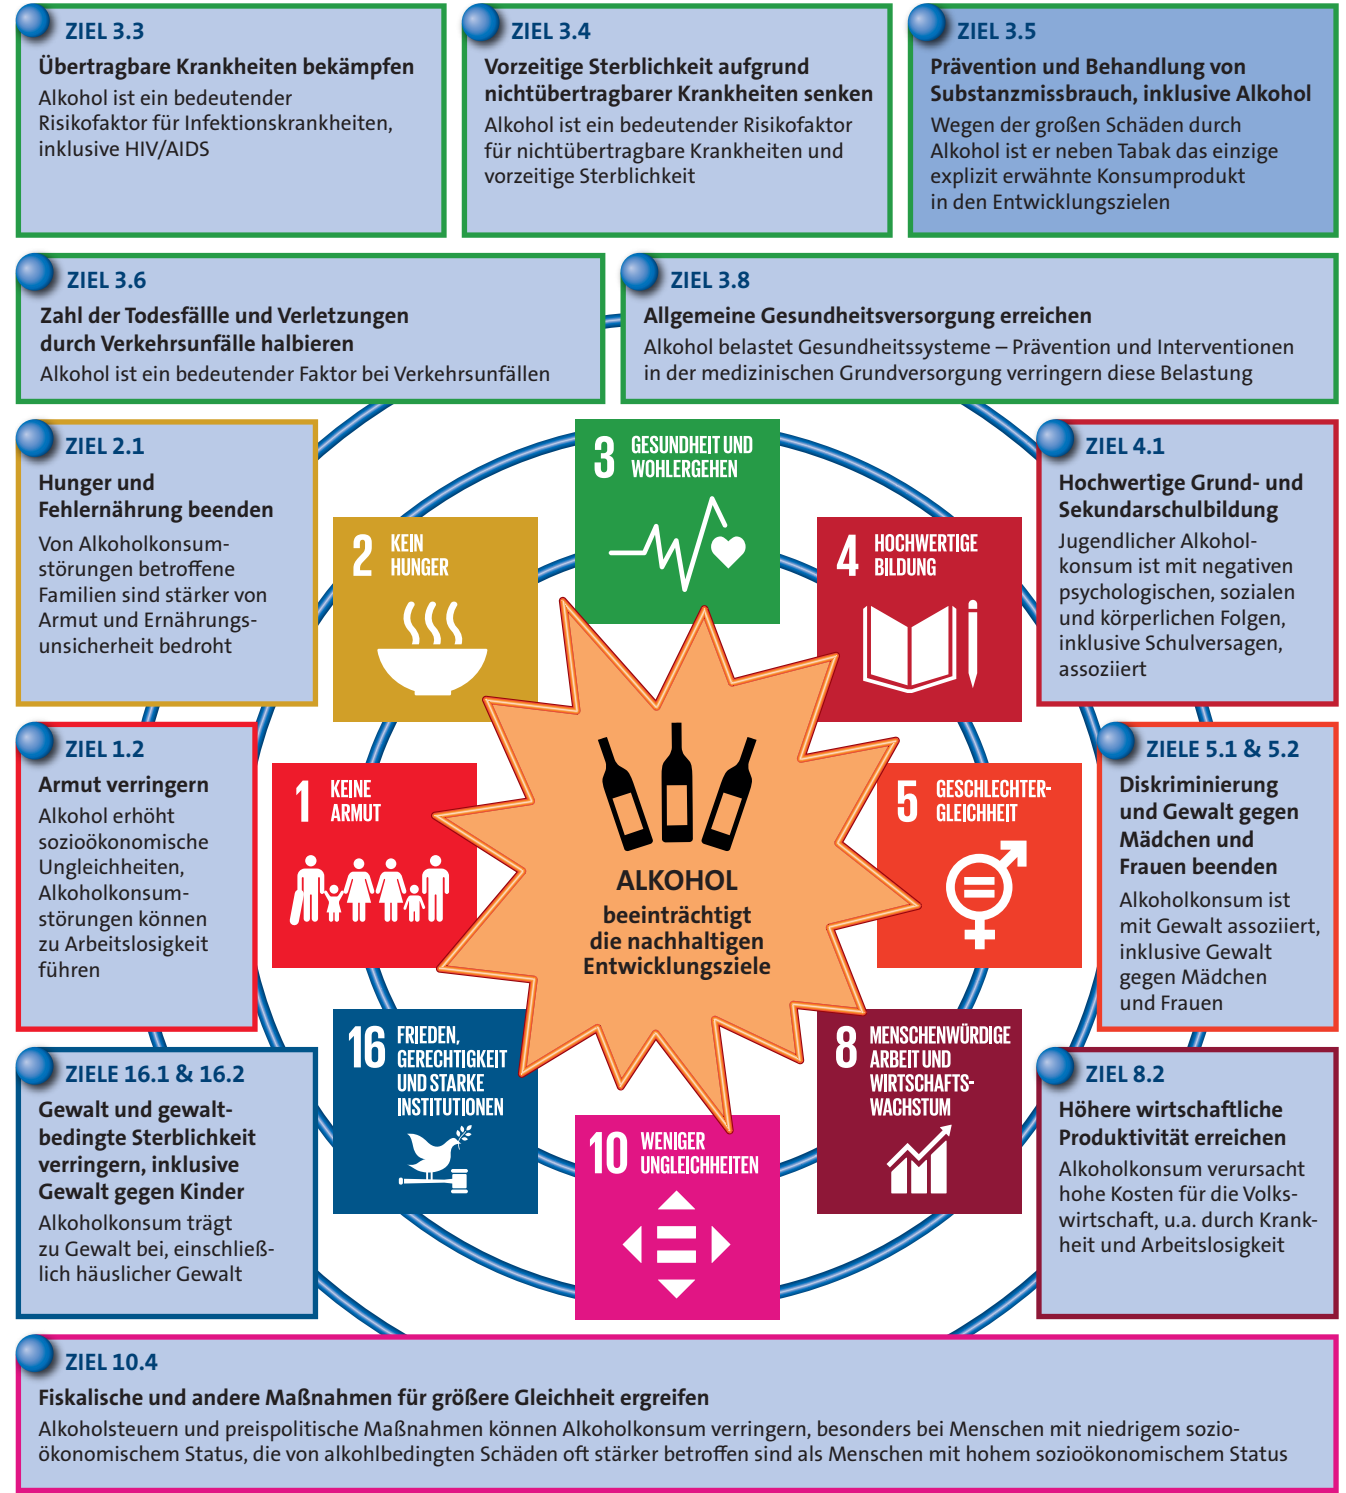 ZIEL 3.3
Übertragbare Krankheiten bekämpfen
Alkohol ist ein bedeutender
Risikofaktor für Infektionskrankheiten,
inklusive HIV/AIDS
ZIEL 3.4
Vorzeitige Sterblichkeit aufgrund
nichtübertragbarer Krankheiten senken
Alkohol ist ein bedeutender Risikofaktor
für nichtübertragbare Krankheiten und
vorzeitige Sterblichkeit
ZIEL 3.5
Prävention und Behandlung von
Substanzmissbrauch, inklusive Alkohol
Wegen der großen Schäden durch
Alkohol ist er neben Tabak das einzige
explizit erwähnte Konsumprodukt
in den Entwicklungszielen
ZIEL 3.6
Zahl der Todesfällle und Verletzungen
durch Verkehrsunfälle halbieren
Alkohol ist ein bedeutender Faktor bei Verkehrsunfällen
ZIEL 3.8
Allgemeine Gesundheitsversorgung erreichen
Alkohol belastet Gesundheitssysteme – Prävention und Interventionen
in der medizinischen Grundversorgung verringern diese Belastung
ZIEL 2.1
Hunger und
Fehlernährung beenden
Von Alkoholkonsum-
störungen betroffene
Familien sind stärker von
Armut und Ernährungs-
unsicherheit bedroht
2 KEIN
HUNGER
3 GESUNDHEIT UND
WOHLERGEHEN
4 HOCHWERTIGE
BILDUNG
ZIEL 4.1
Hochwertige Grund- und
Sekundarschulbildung
Jugendlicher Alkohol-
konsum ist mit negativen
psychologischen, sozialen
und körperlichen Folgen,
inklusive Schulversagen,
assoziiert
ZIEL 1.2
Armut verringern
Alkohol erhöht
sozioökonomische
Ungleichheiten,
Alkoholkonsum-
störungen können
zu Arbeitslosigkeit
führen
1 KEINE
ARMUT
ALKOHOL
beeinträchtigt
die nachhaltigen
Entwicklungsziele
5 GESCHLECHTER-
GLEICHHEIT
ZIELE 5.1 & 5.2
Diskriminierung
und Gewalt gegen
Mädchen und
Frauen beenden
Alkoholkonsum ist
mit Gewalt assoziiert,
inklusive Gewalt
gegen Mädchen
und Frauen
ZIELE 16.1 & 16.2
Gewalt und gewalt-
bedingte Sterblichkeit
verringern, inklusive
Gewalt gegen Kinder
Alkoholkonsum trägt
zu Gewalt bei, einschließ-
lich häuslicher Gewalt
16 FRIEDEN,
GERECHTIGKEIT
UND STARKE
INSTITUTIONEN
10 WENIGER
UNGLEICHHEITEN
8 MENSCHENWÜRDIGE
ARBEIT UND
WIRTSCHAFTS-
WACHSTUM
ZIEL 8.2
Höhere wirtschaftliche
Produktivität erreichen
Alkoholkonsum verursacht
hohe Kosten für die Volks-
wirtschaft, u.a. durch Krank-
heit und Arbeitslosigkeit
ZIEL 10.4
Fiskalische und andere Maßnahmen für größere Gleichheit ergreifen
Alkoholsteuern und preispolitische Maßnahmen können Alkoholkonsum verringern, besonders bei Menschen mit niedrigem sozio-
ökonomischem Status, die von alkohlbedingten Schäden oft stärker betroffen sind als Menschen mit hohem sozioökonomischem Status